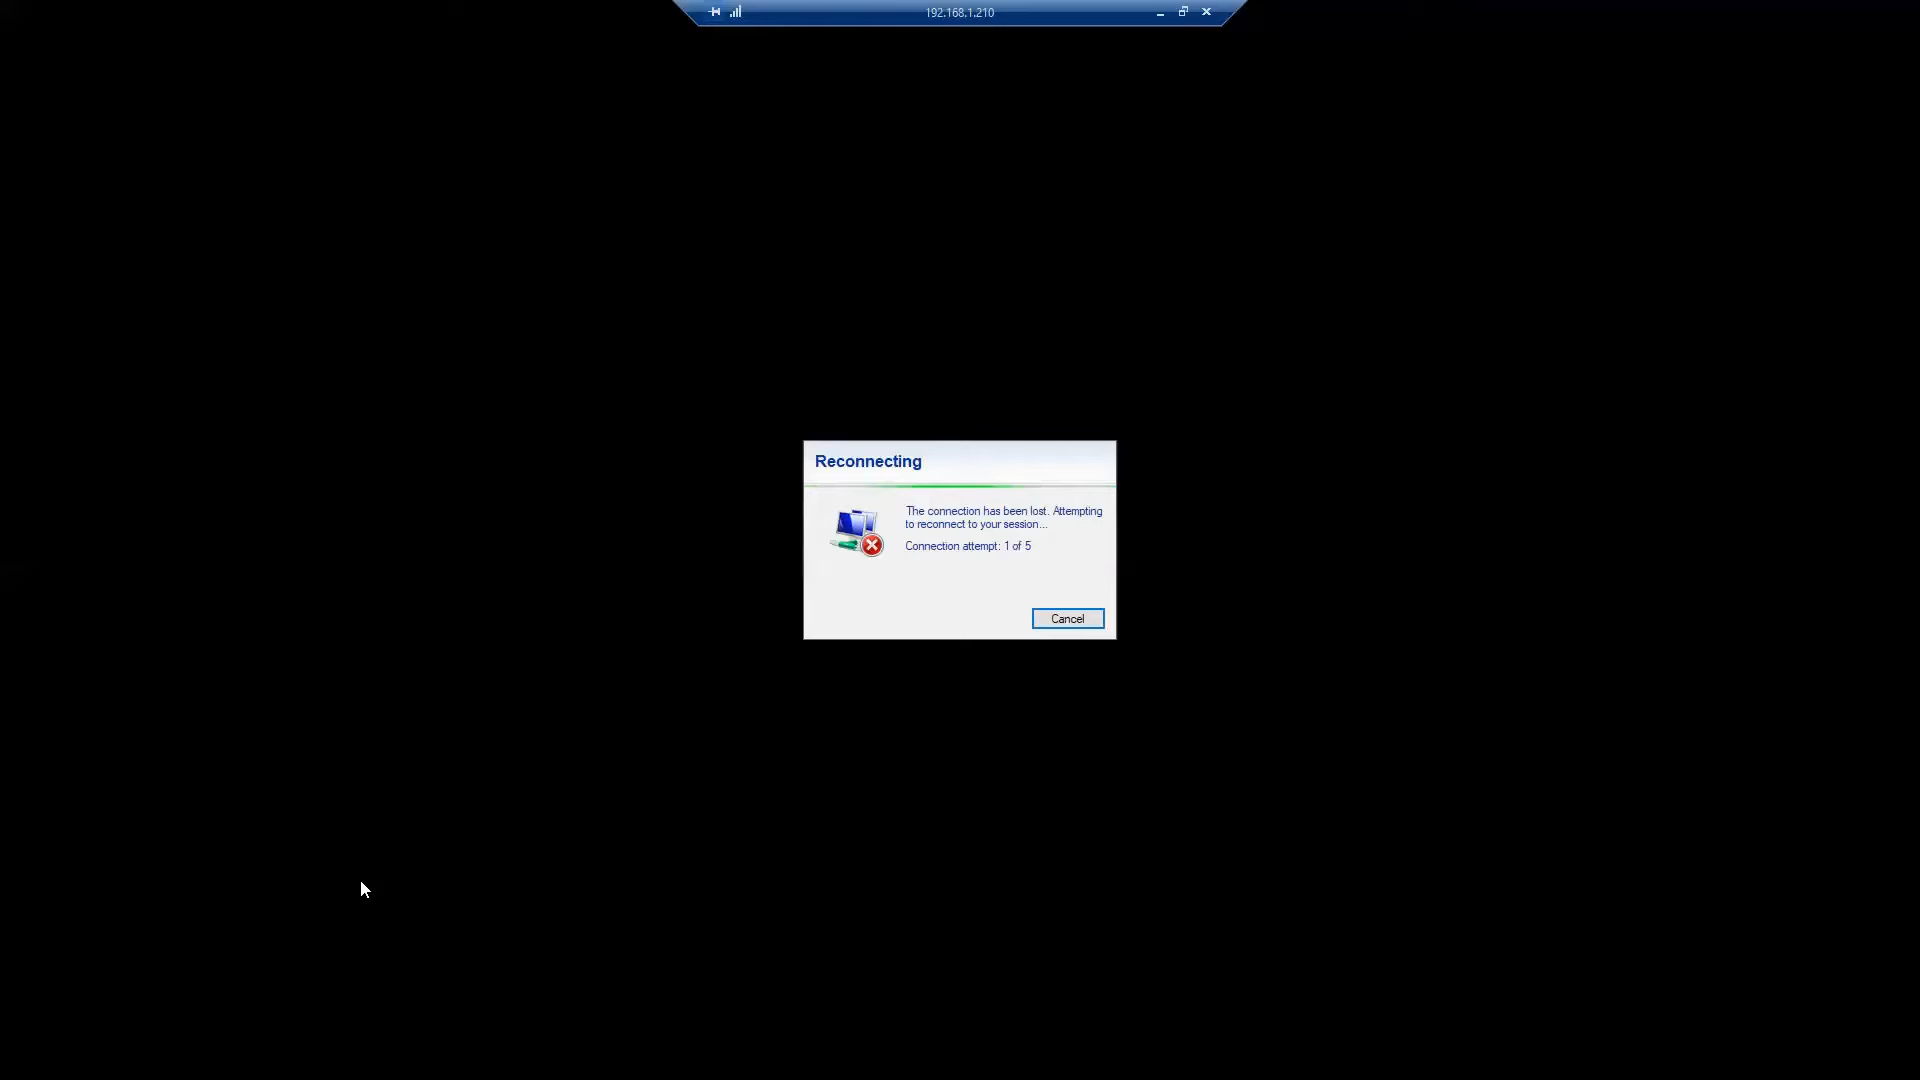 192.168.1.210
Reconnecting
The connection has been lost. Attempting
to reconnect to your session...
Connection attempt: 1 of 5
Cancel